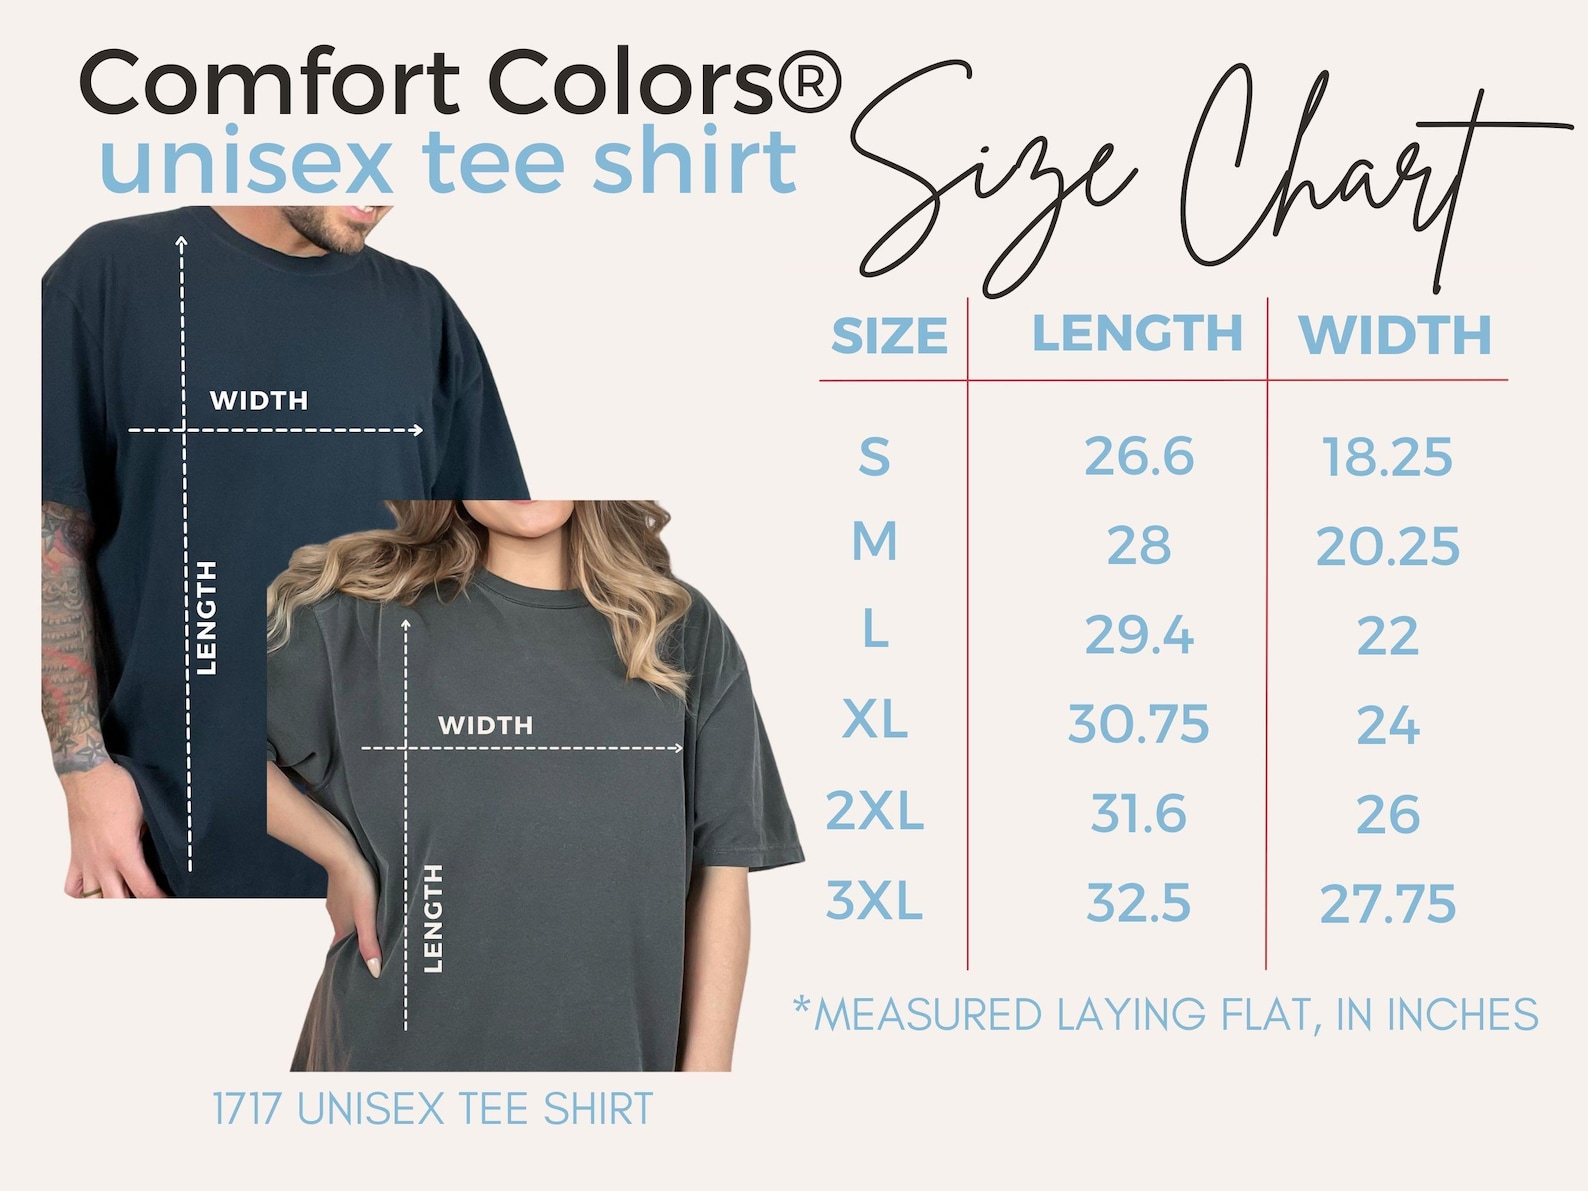 Comfort Colors®
unisex tee shirt
Size Chart
WIDTH
LENGTH
WIDTH
LENGTH
1717 UNISEX TEE SHIRT
SIZE LENGTH WIDTH
S 26.6 18.25
M 28 20.25
L 29.4 22
XL 30.75 24
2XL 31.6 26
3XL 32.5 27.75
*MEASURED LAYING FLAT, IN INCHES